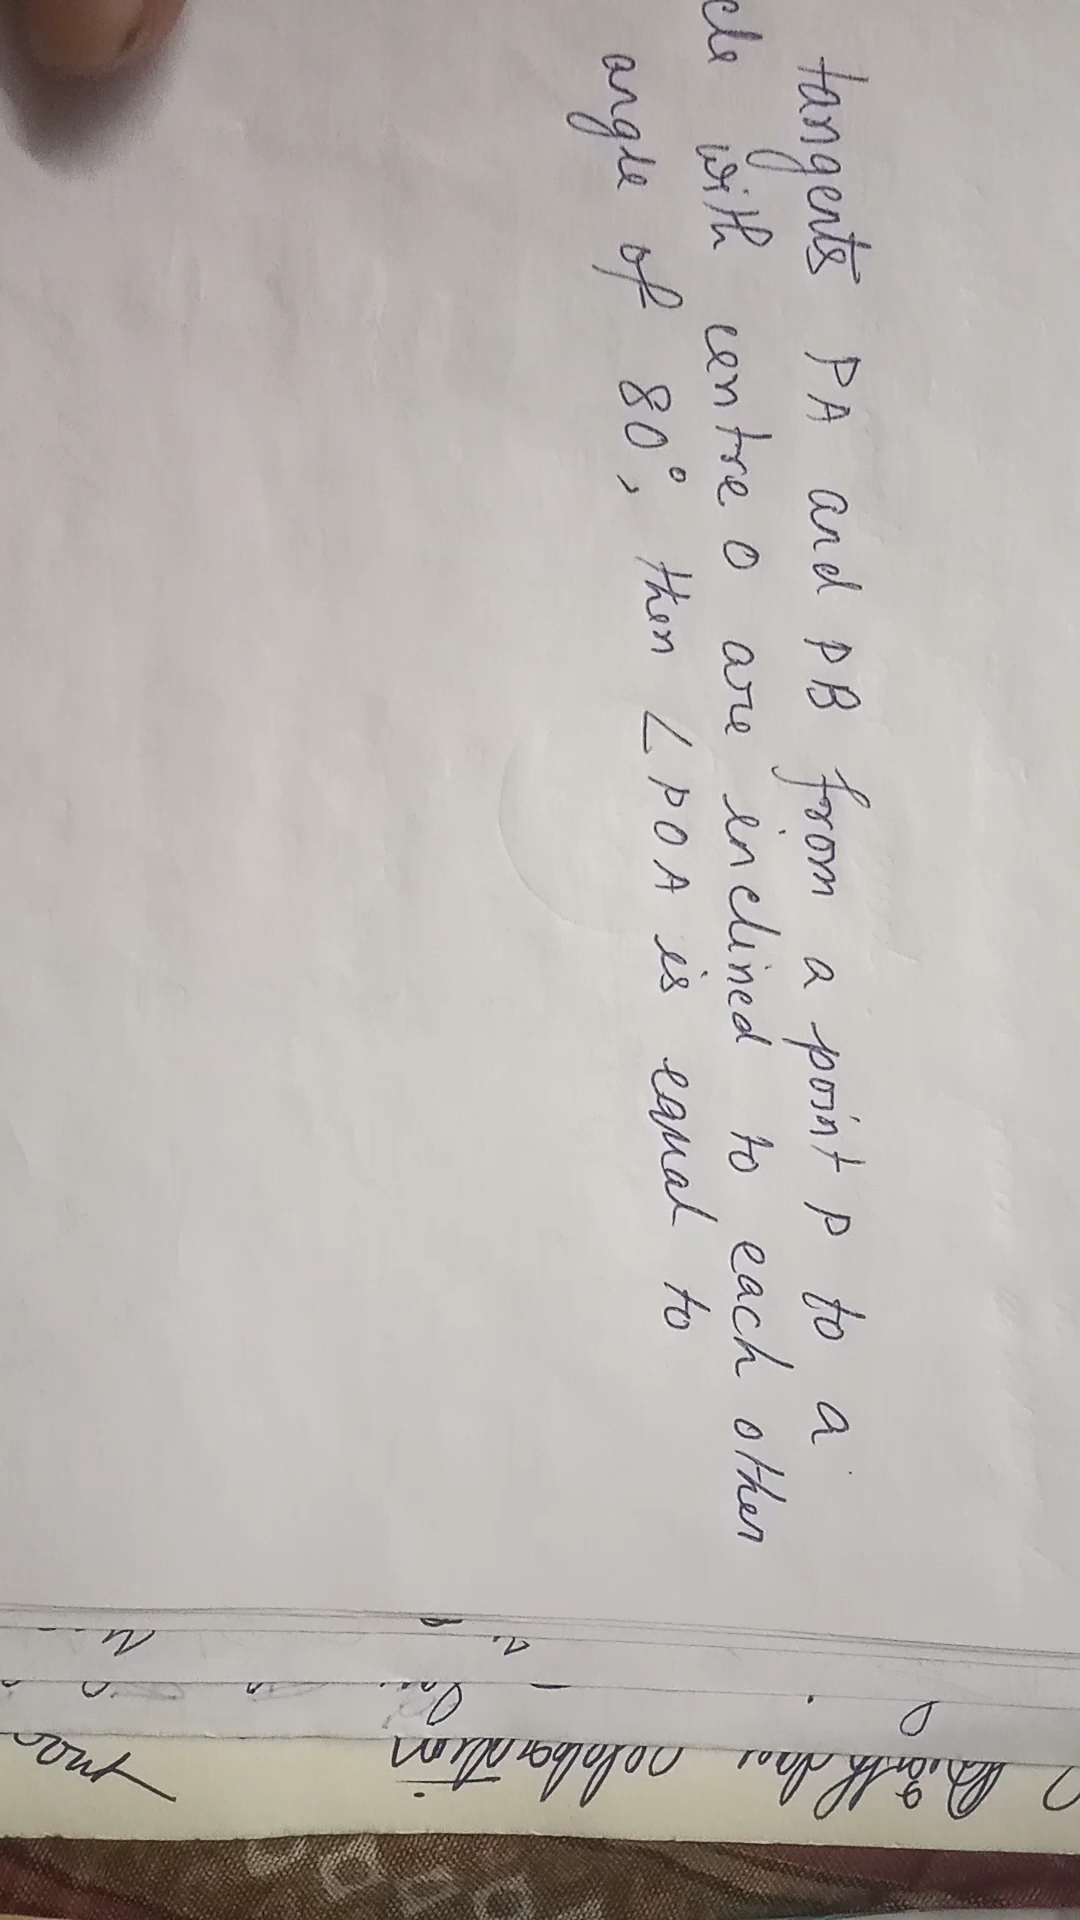 tangents PA and PB from a point P to a
cle with centre O are inclined to each other
angle of 80°, then ∠POA is equal to